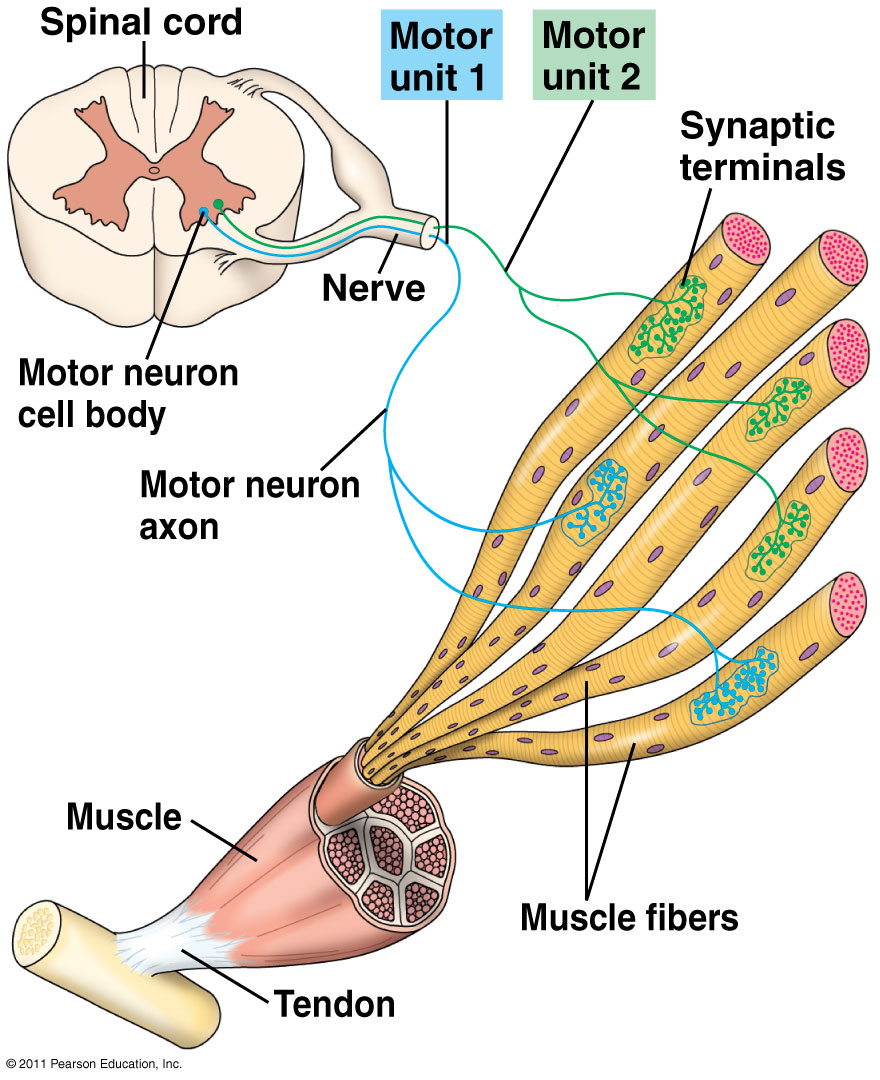 Spinal cord
Motor
unit 1
Motor
unit 2
Synaptic
terminals
Nerve
Motor neuron
cell body
Motor neuron
axon
Muscle
Muscle fibers
Tendon
© 2011 Pearson Education, Inc.